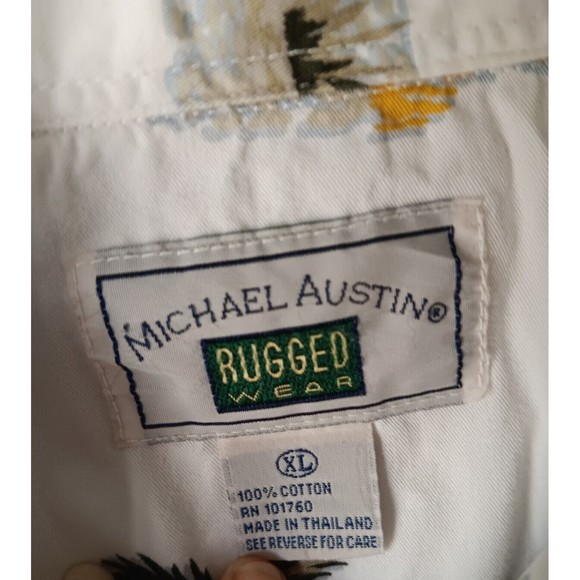 MICHAEL AUSTIN®
RUGGED
WEAR
XL
100% COTTON
RN 101760
MADE IN THAILAND
SEE REVERSE FOR CARE